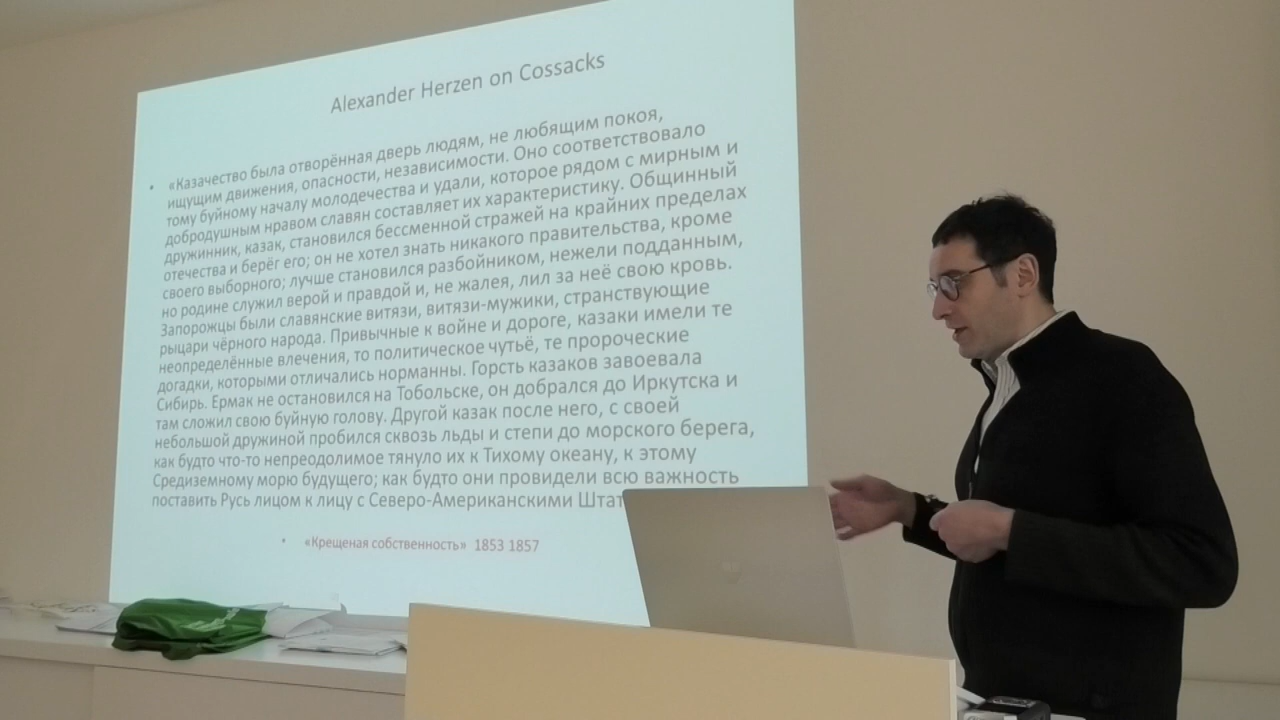 Alexander Herzen on Cossacks
• «Казачество была отворённая дверь людям, не любящим покоя,
ищущим движения, опасности, независимости. Оно соответствовало
тому буйному началу молодечества и удали, которое рядом с мирным и
добродушным нравом славян составляет их характеристику. Общинный
дружинник, казак, становился бессменной стражей на крайних пределах
отечества и берёг его; он не хотел знать никакого правительства, кроме
своего выборного; лучше становился разбойником, нежели подданным,
но родине служил верой и правдой и, не жалея, лил за неё свою кровь.
Запорожцы были славянские витязи, витязи-мужики, странствующие
рыцари чёрного народа. Привычные к войне и дороге, казаки имели те
неопределённые влечения, то политическое чутьё, те пророческие
догадки, которыми отличались норманны. Горсть казаков завоевала
Сибирь. Ермак не остановился на Тобольске, он добрался до Иркутска и
там сложил свою буйную голову. Другой казак после него, с своей
небольшой дружиной пробился сквозь льды и степи до морского берега,
как будто что-то непреодолимое тянуло их к Тихому океану, к этому
Средиземному морю будущего; как будто они провидели всю важность
поставить Русь лицом к лицу с Северо-Американскими Штат
• «Крещеная собственность» 1853 1857